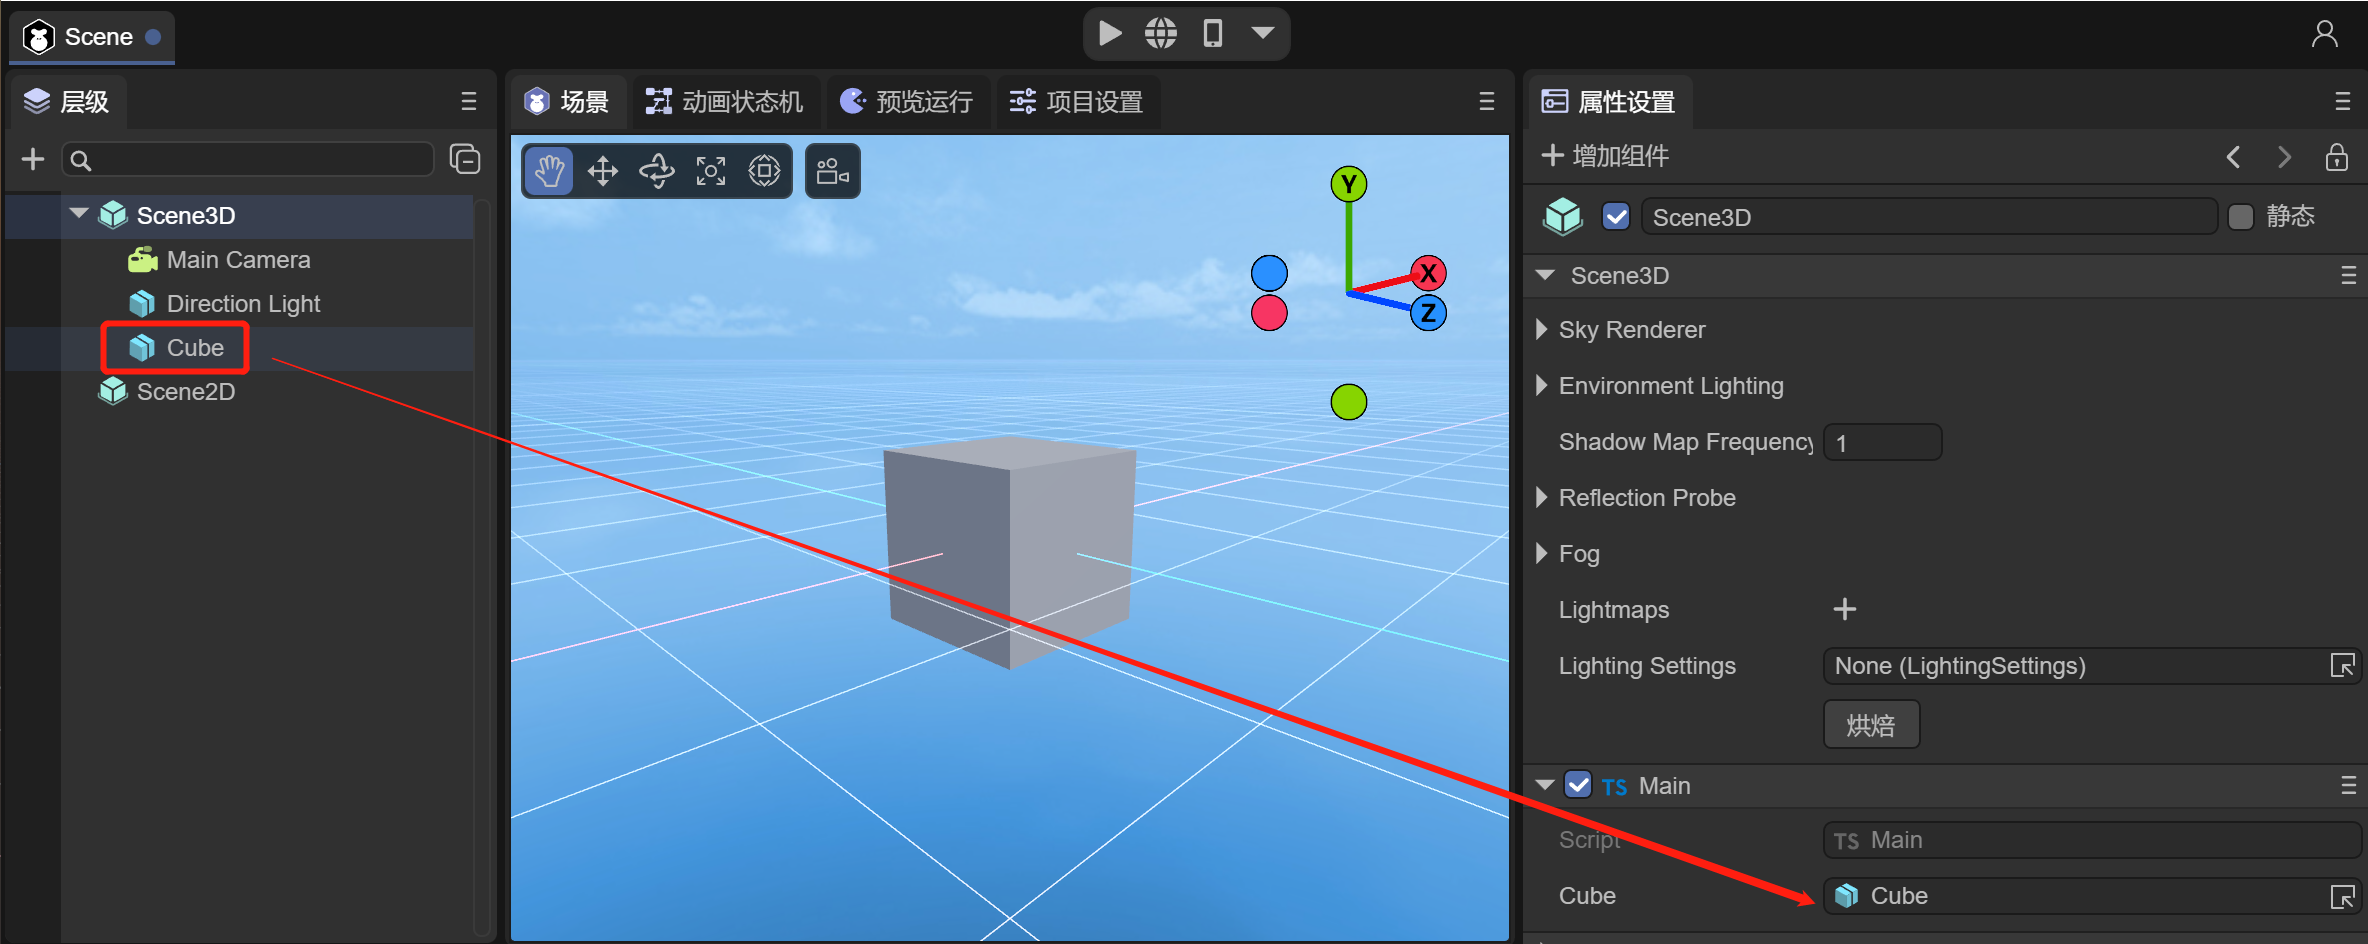 Scene
层级
场景
动画状态机
预览运行
项目设置
属性设置
增加组件
Scene3D
Main Camera
Direction Light
Cube
Scene2D
Y
X
Z
Scene3D
静态
Scene3D
Sky Renderer
Environment Lighting
Shadow Map Frequency 1
Reflection Probe
Fog
Lightmaps
Lighting Settings None (LightingSettings)
烘焙
TS Main
Script TS Main
Cube Cube